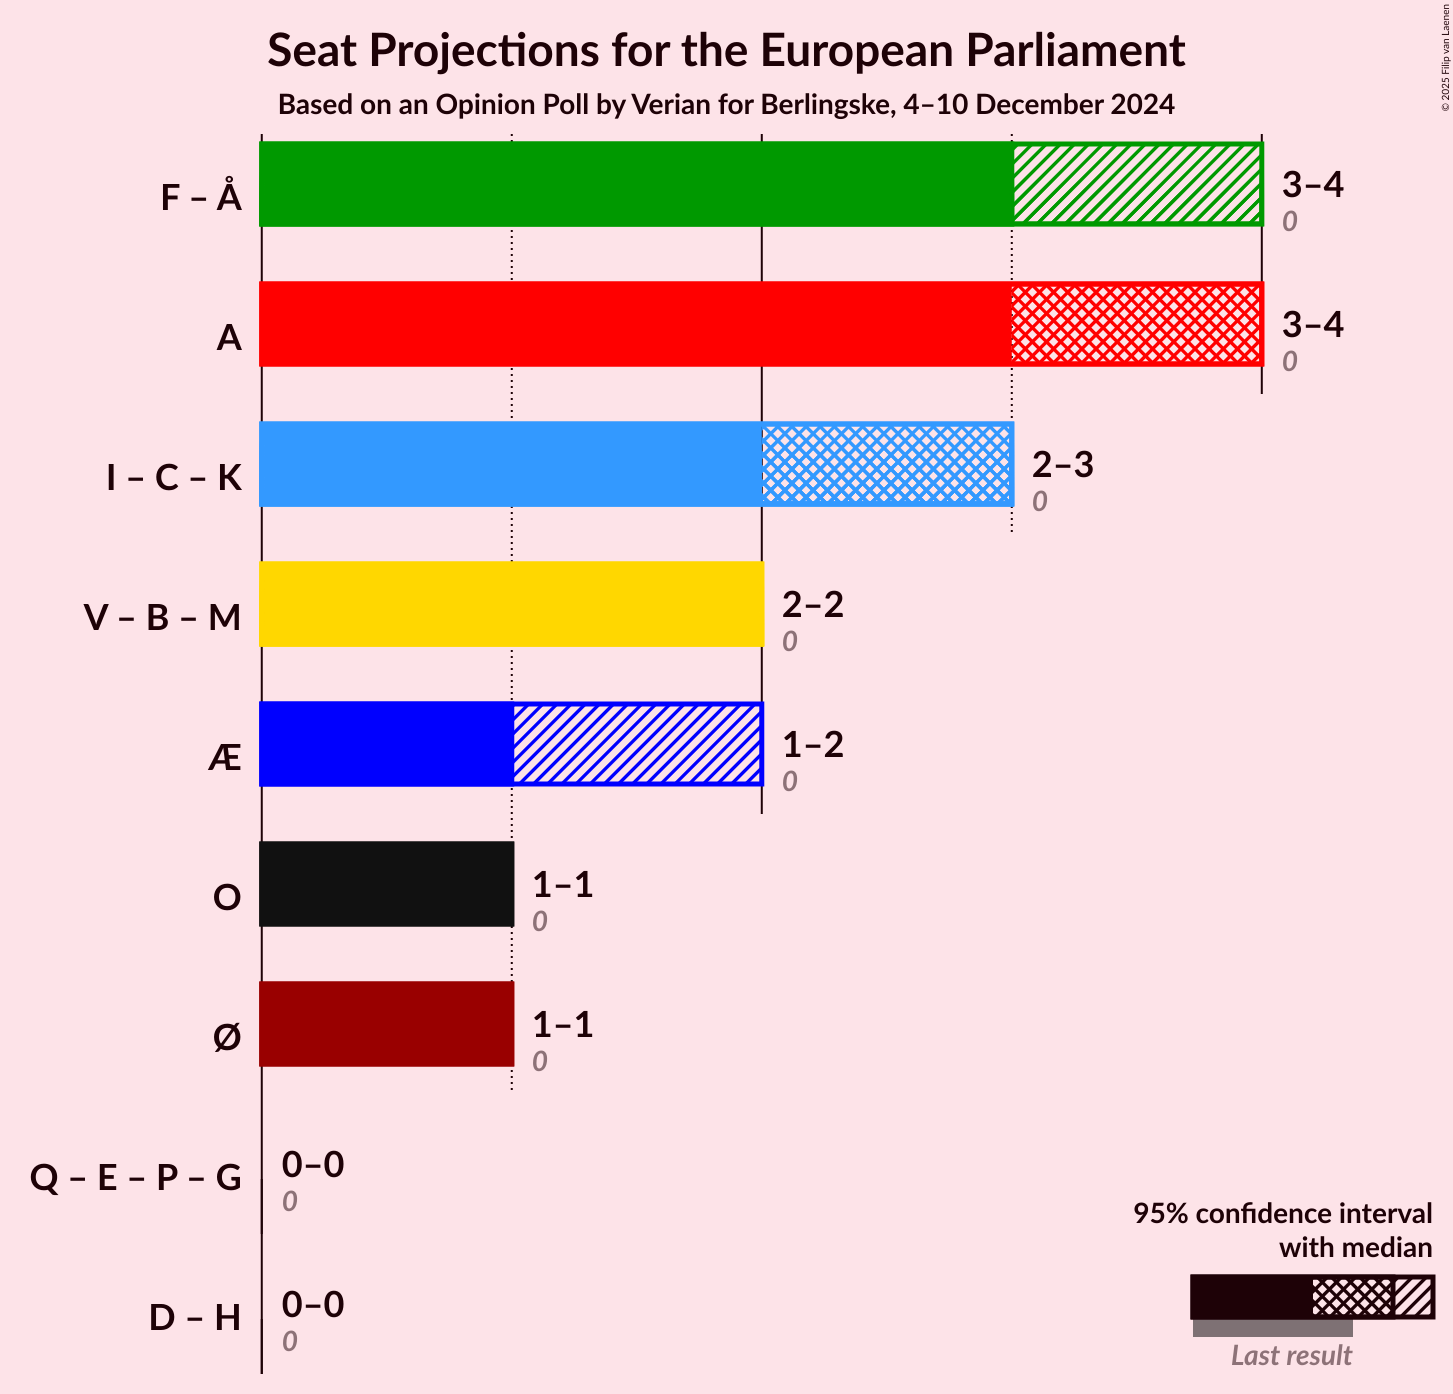 Seat Projections for the European Parliament
Based on an Opinion Poll by Verian for Berlingske, 4–10 December 2024
© 2025 Filip van Laenen
F – Å
3–4
0
A
3–4
0
I – C – K
2–3
0
V – B – M
2–2
0
Æ
1–2
0
O
1–1
0
Ø
1–1
0
Q – E – P – G
0–0
0
D – H
0–0
0
95% confidence interval
with median
Last result